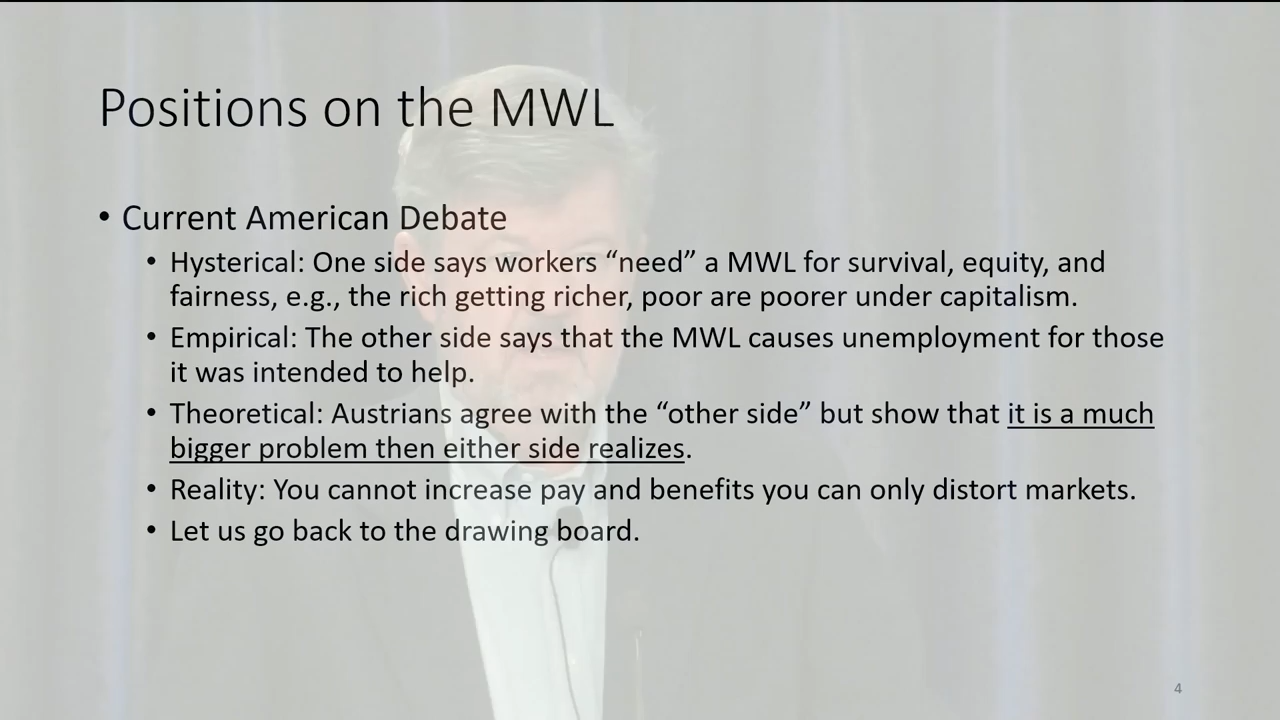 Positions on the MWL
• Current American Debate
• Hysterical: One side says workers “need” a MWL for survival, equity, and
fairness, e.g., the rich getting richer, poor are poorer under capitalism.
• Empirical: The other side says that the MWL causes unemployment for those
it was intended to help.
• Theoretical: Austrians agree with the “other side” but show that it is a much
bigger problem then either side realizes.
• Reality: You cannot increase pay and benefits you can only distort markets.
• Let us go back to the drawing board.
4